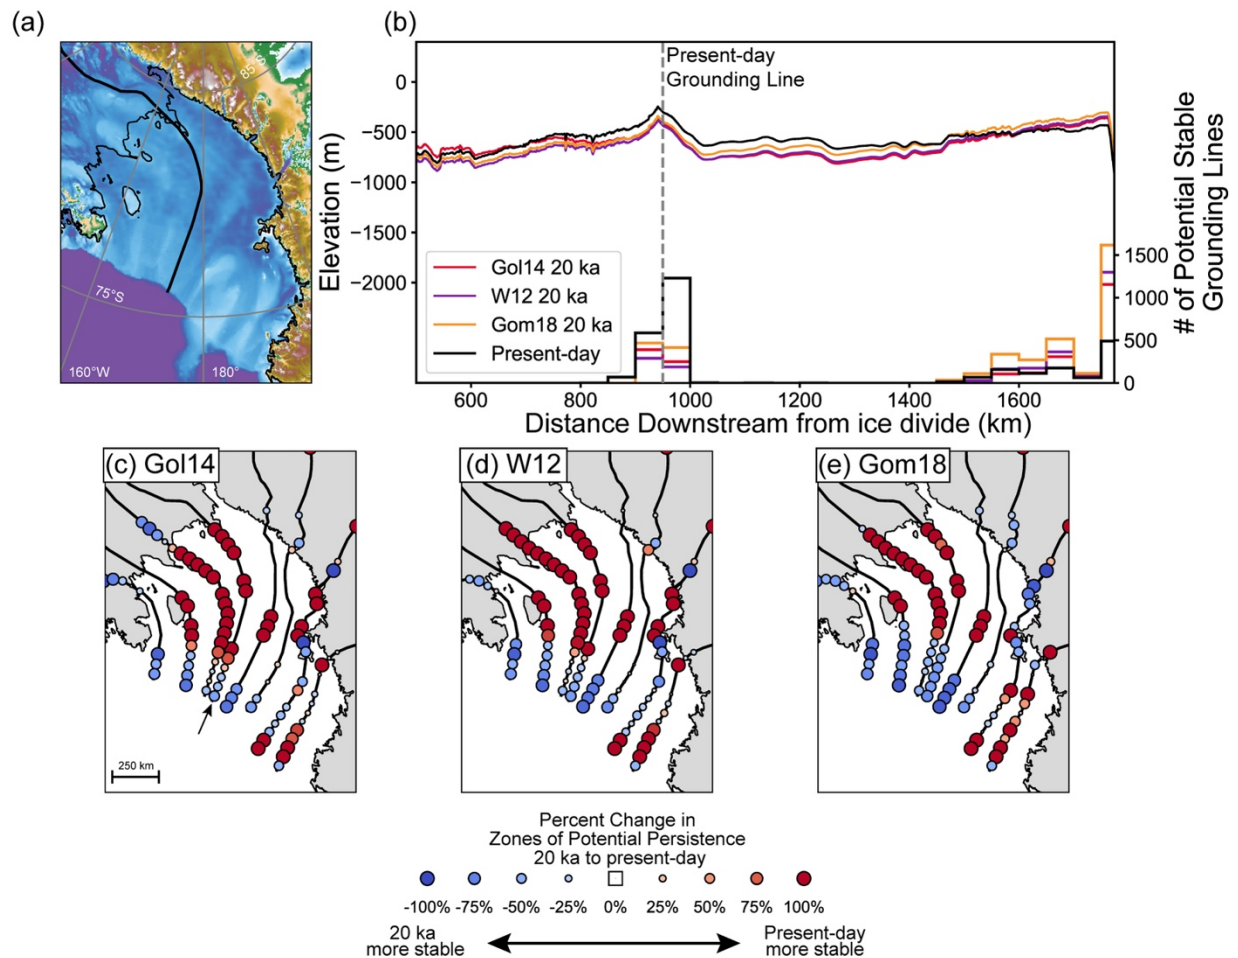 (a)
85°S
75°S
160°W
180°
(b)
Present-day
Grounding Line
0
−500
−1000
−1500
−2000
Elevation (m)
Gol14 20 ka
W12 20 ka
Gom18 20 ka
Present-day
1500
1000
500
0
# of Potential Stable
Grounding Lines
600
800
1000
1200
1400
1600
Distance Downstream from ice divide (km)
(c) Gol14
250 km
(d) W12
(e) Gom18
Percent Change in
Zones of Potential Persistence
20 ka to present-day
-100%
-75%
-50%
-25%
0%
25%
50%
75%
100%
20 ka
more stable
Present-day
more stable